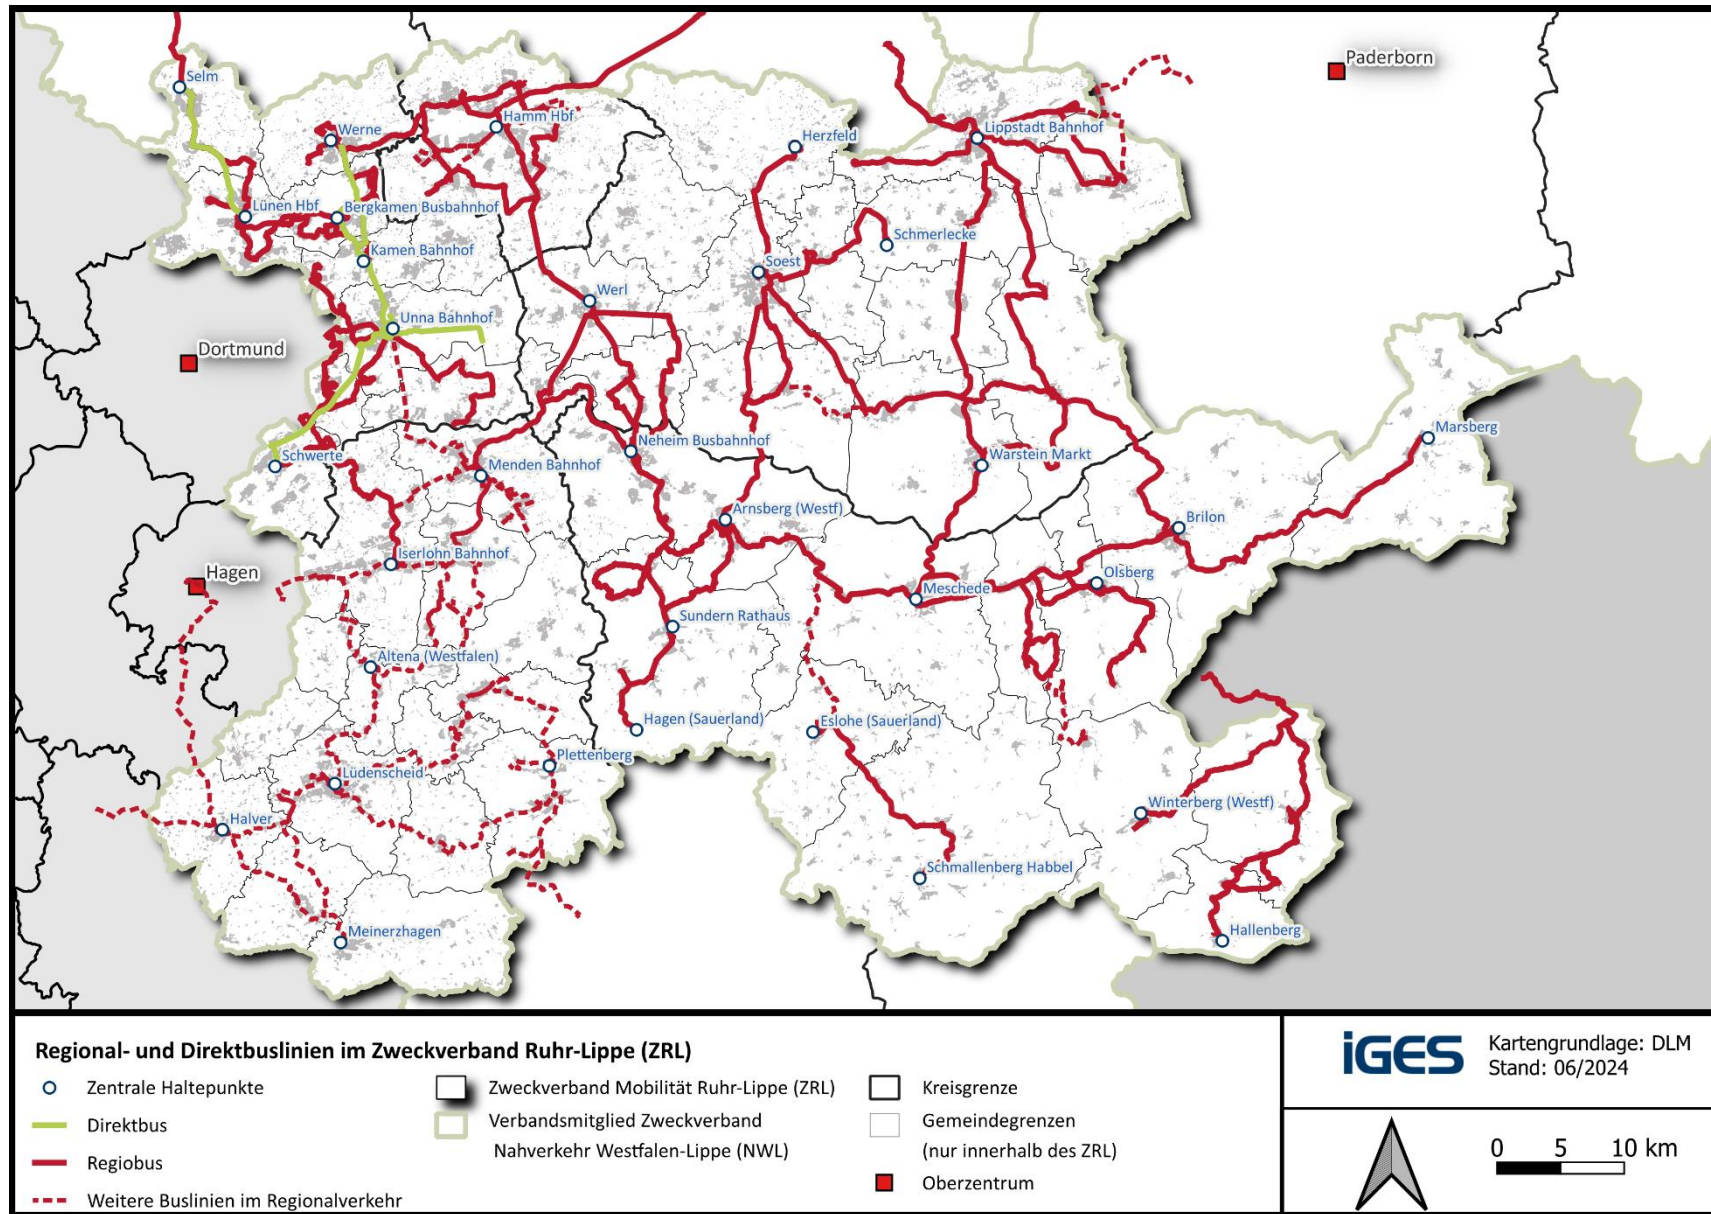 Paderborn
Selm
Werne
Hamm Hbf
Herzfeld
Lippstadt Bahnhof
Lünen Hbf
Bergkamen Busbahnhof
Schmerlecke
Kamen Bahnhof
Soest
Werl
Unna Bahnhof
Dortmund
Marsberg
Neheim Busbahnhof
Schwerte
Menden Bahnhof
Warstein Markt
Arnsberg (Westf)
Brilon
Iserlohn Bahnhof
Hagen
Olsberg
Meschede
Sundern Rathaus
Altena (Westfalen)
Hagen (Sauerland)
Eslohe (Sauerland)
Plettenberg
Lüdenscheid
Winterberg (Westf)
Halver
Schmallenberg Habbel
Meinerzhagen
Hallenberg
Regional- und Direktbuslinien im Zweckverband Ruhr-Lippe (ZRL)
Zentrale Haltepunkte
Direktbus
Regiobus
Weitere Buslinien im Regionalverkehr
Zweckverband Mobilität Ruhr-Lippe (ZRL)
Verbandsmitglied Zweckverband
Nahverkehr Westfalen-Lippe (NWL)
Kreisgrenze
Gemeindegrenzen
(nur innerhalb des ZRL)
Oberzentrum
iGES
Kartengrundlage: DLM
Stand: 06/2024
0 5 10 km